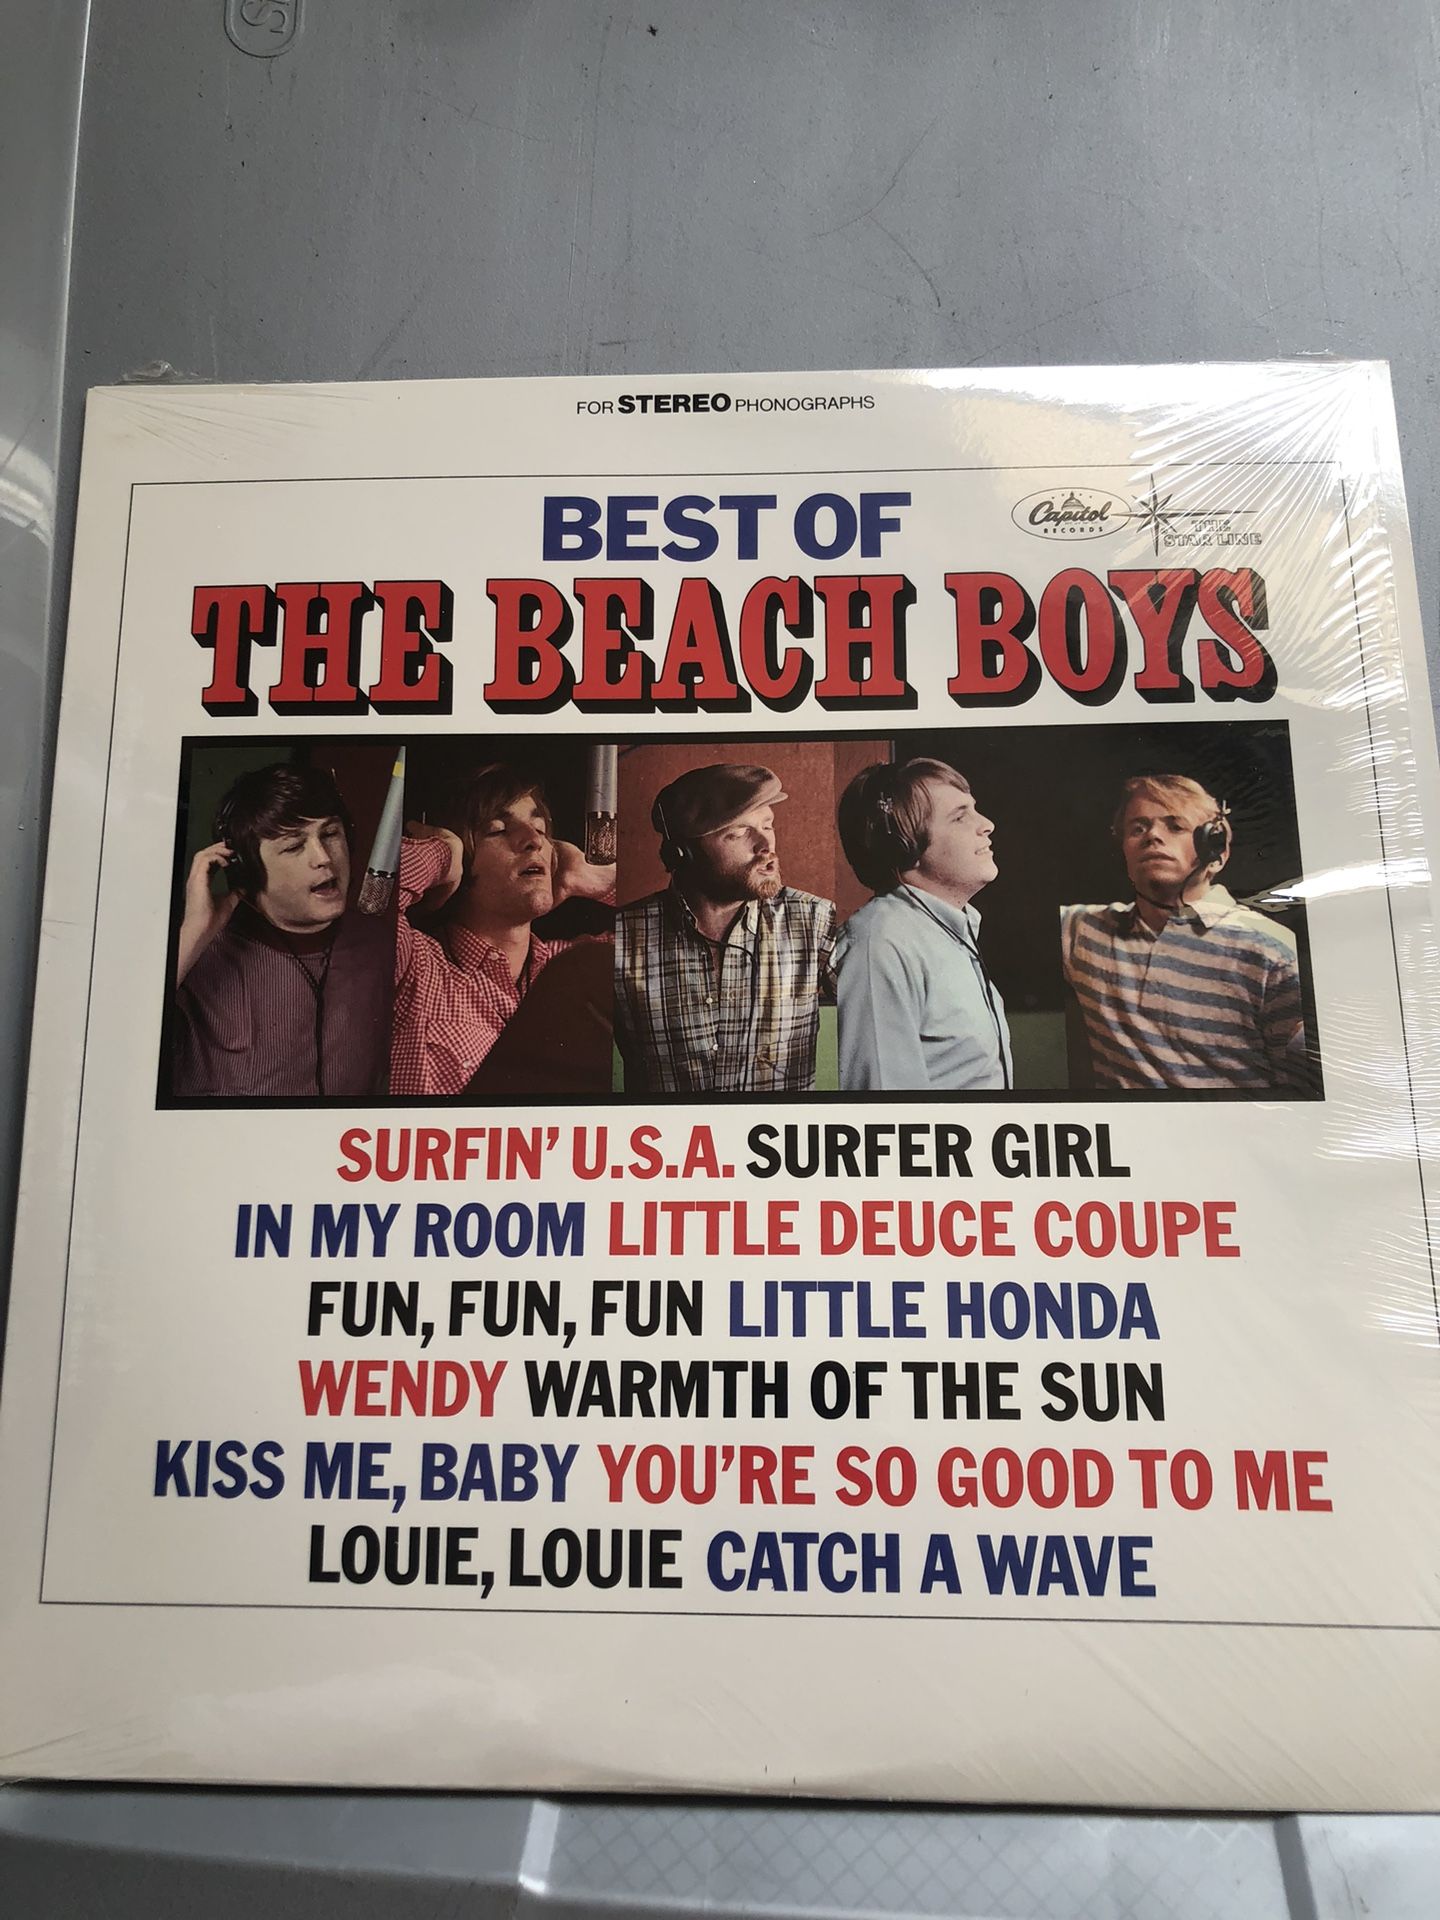 FOR STEREO PHONOGRAPHS
BEST OF
Capitol
RECORDS
THE
STAR LINE
THE BEACH BOYS
SURFIN' U.S.A. SURFER GIRL
IN MY ROOM LITTLE DEUCE COUPE
FUN, FUN, FUN LITTLE HONDA
WENDY WARMTH OF THE SUN
KISS ME, BABY YOU'RE SO GOOD TO ME
LOUIE, LOUIE CATCH A WAVE